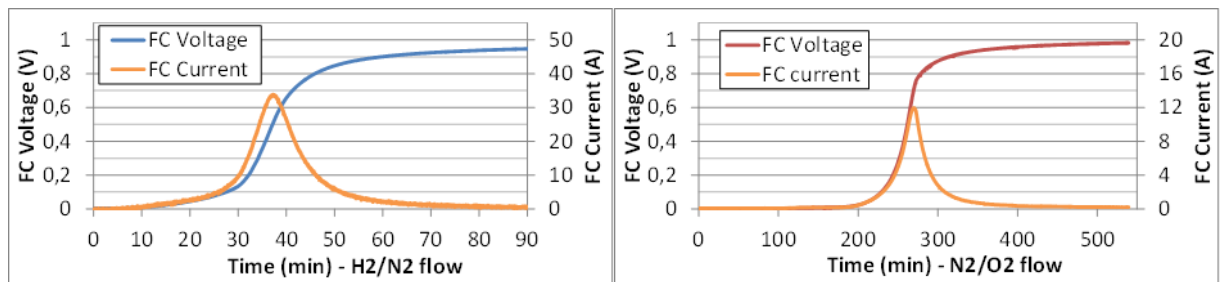 FC Voltage (V)
1
0,8
0,6
0,4
0,2
0
FC Voltage
FC Current
50
40
30
20
10
0
FC Current (A)
0 10 20 30 40 50 60 70 80 90
Time (min) - H2/N2 flow
FC Voltage (V)
1
0,8
0,6
0,4
0,2
0
FC Voltage
FC current
20
16
12
8
4
0
FC Current (A)
0 100 200 300 400 500
Time (min) - N2/O2 flow